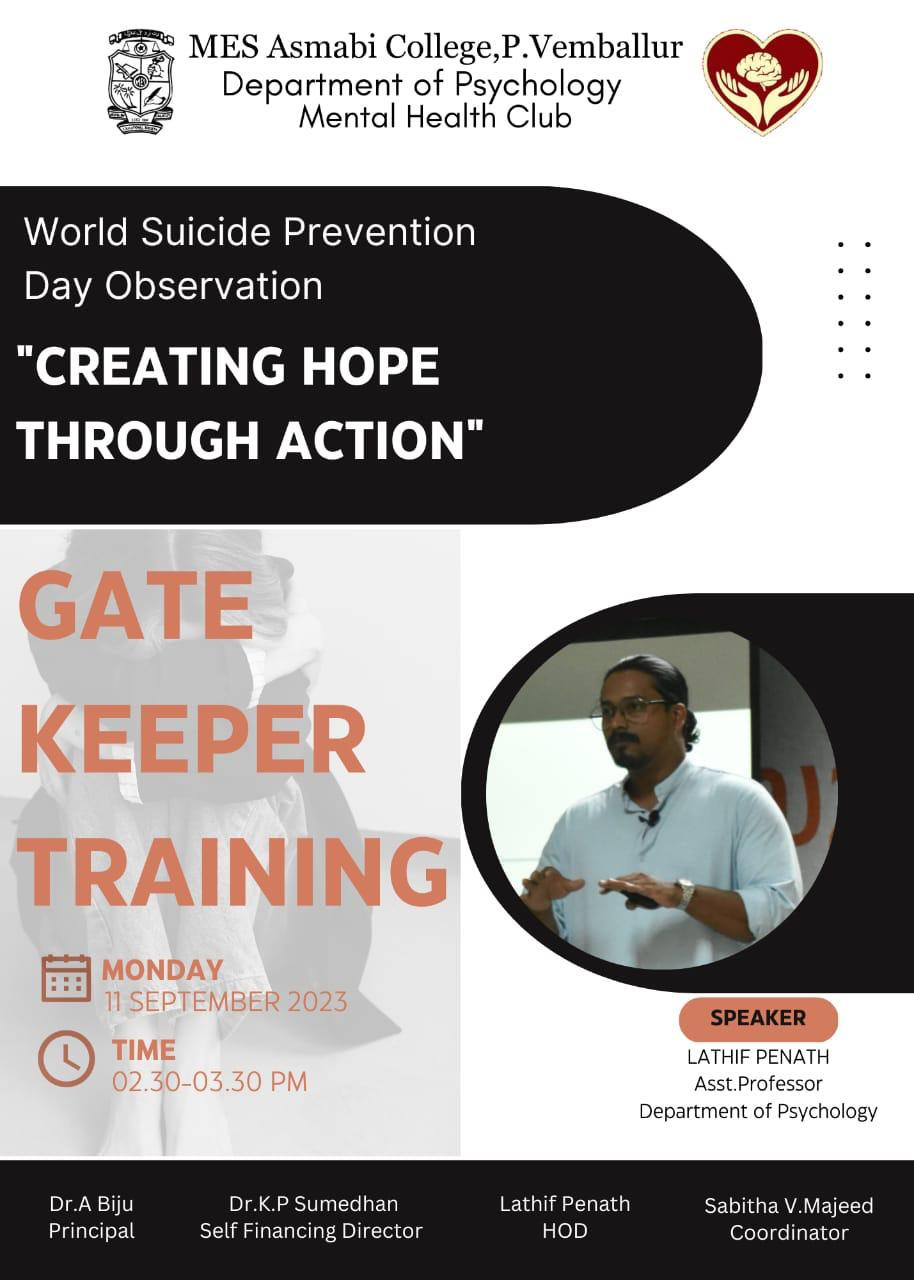 MES Asmabi College,P.Vemballur
Department of Psychology
Mental Health Club
World Suicide Prevention
Day Observation
"CREATING HOPE
THROUGH ACTION"
GATE
KEEPER
TRAINING
MONDAY
11 SEPTEMBER 2023
TIME
02.30-03.30 PM
SPEAKER
LATHIF PENATH
Asst.Professor
Department of Psychology
Dr.A Biju
Principal
Dr.K.P Sumedhan
Self Financing Director
Lathif Penath
HOD
Sabitha V.Majeed
Coordinator